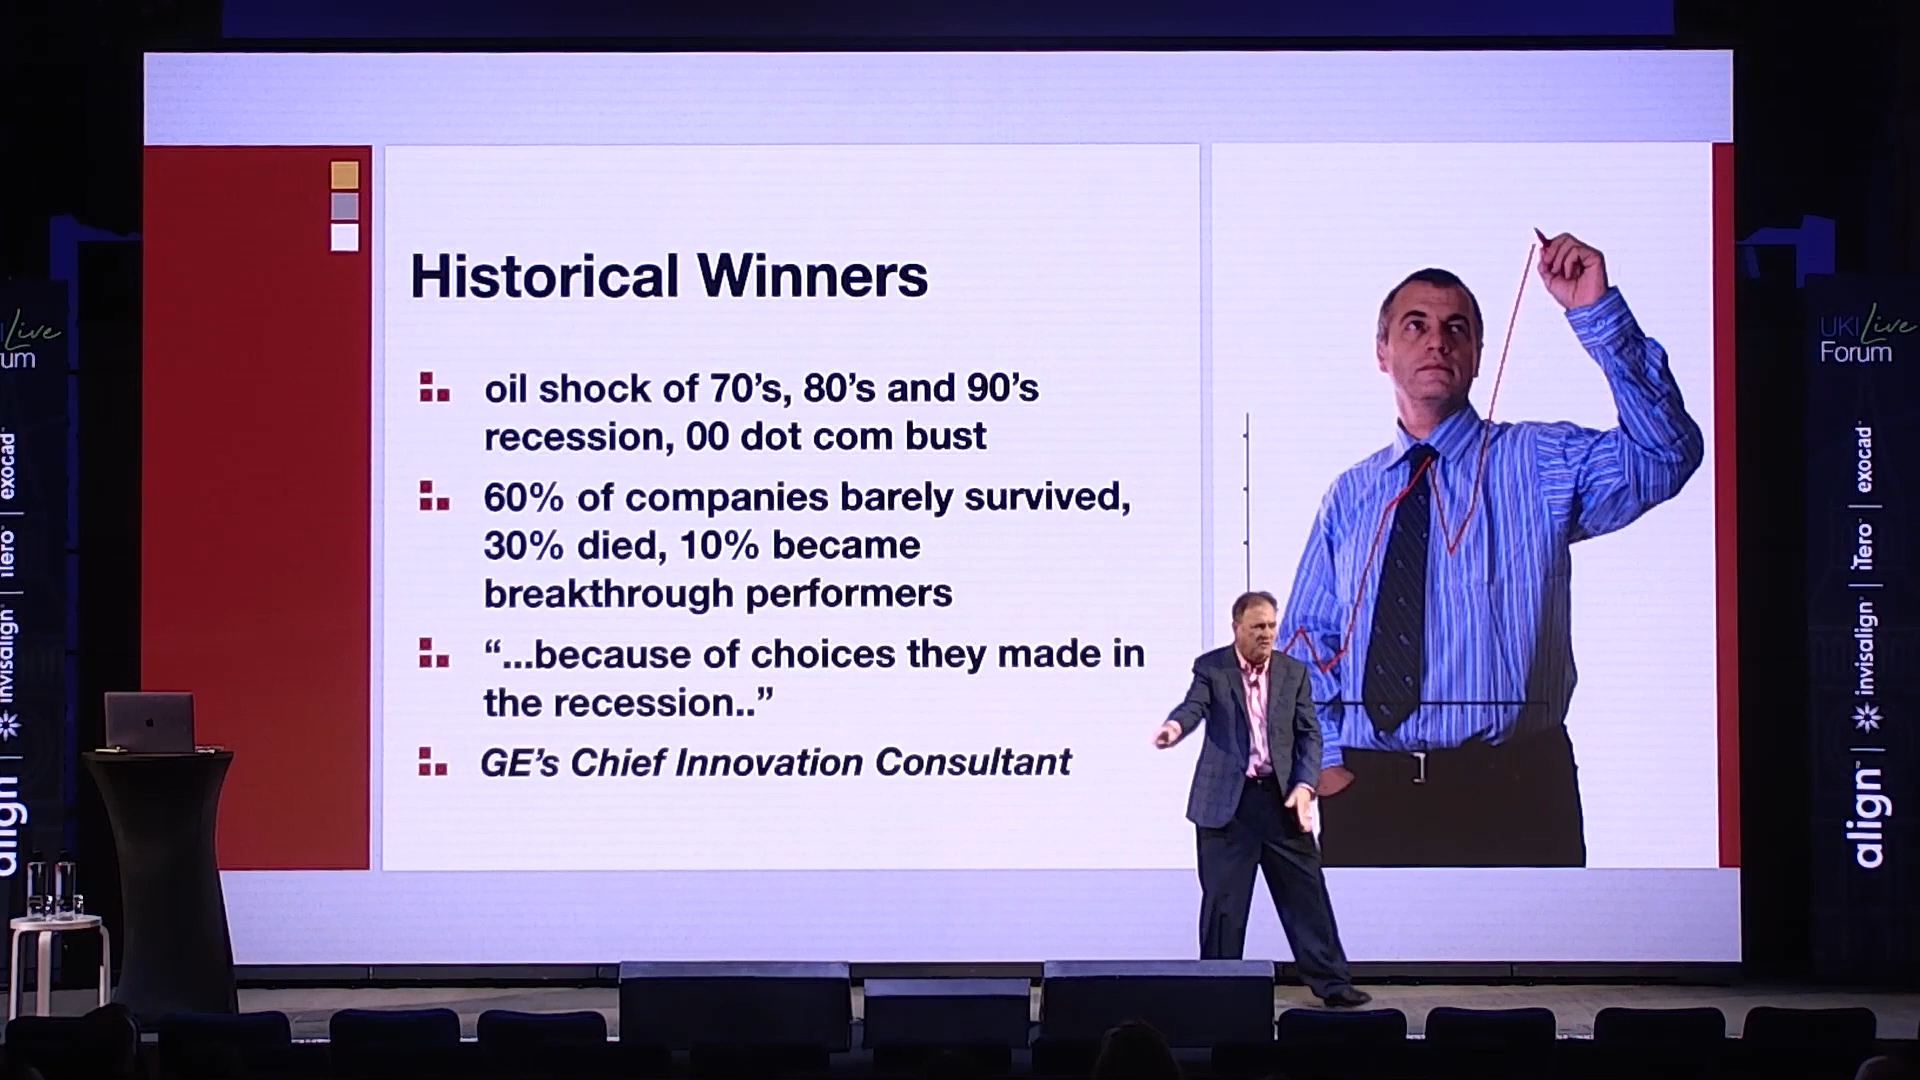 Historical Winners
oil shock of 70’s, 80’s and 90’s
recession, 00 dot com bust
60% of companies barely survived,
30% died, 10% became
breakthrough performers
“...because of choices they made in
the recession..”
GE’s Chief Innovation Consultant
Live
um
align | invisalign | iTero | exocad
UKI Live
Forum
align | invisalign | iTero | exocad